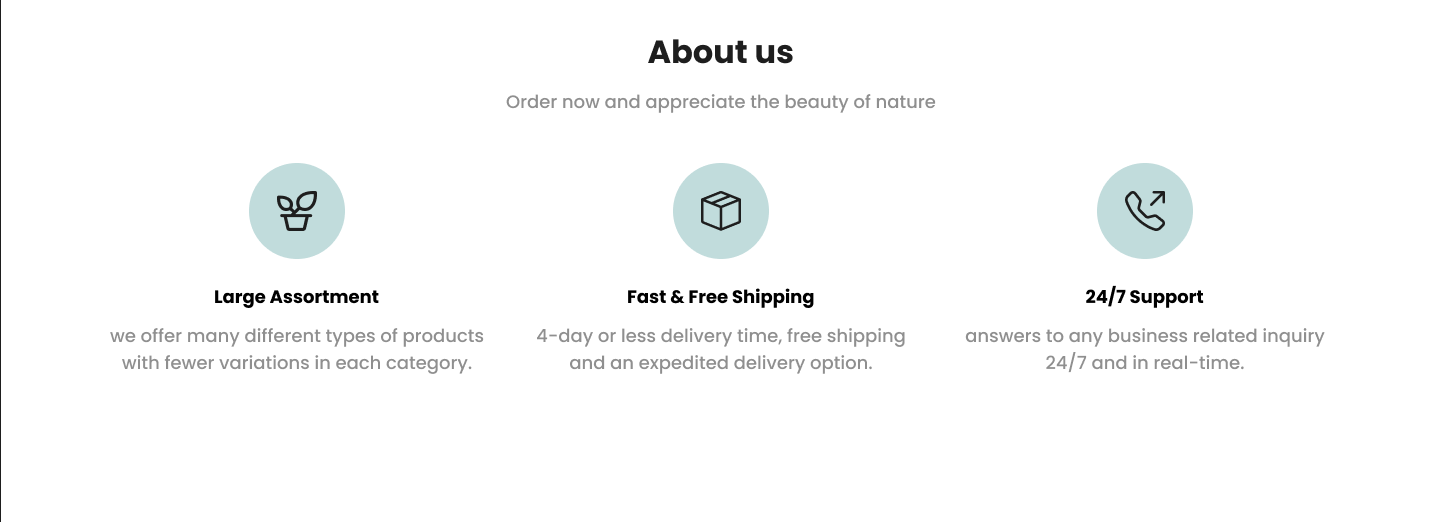 About us
Order now and appreciate the beauty of nature
Large Assortment
we offer many different types of products
with fewer variations in each category.
Fast & Free Shipping
4-day or less delivery time, free shipping
and an expedited delivery option.
24/7 Support
answers to any business related inquiry
24/7 and in real-time.